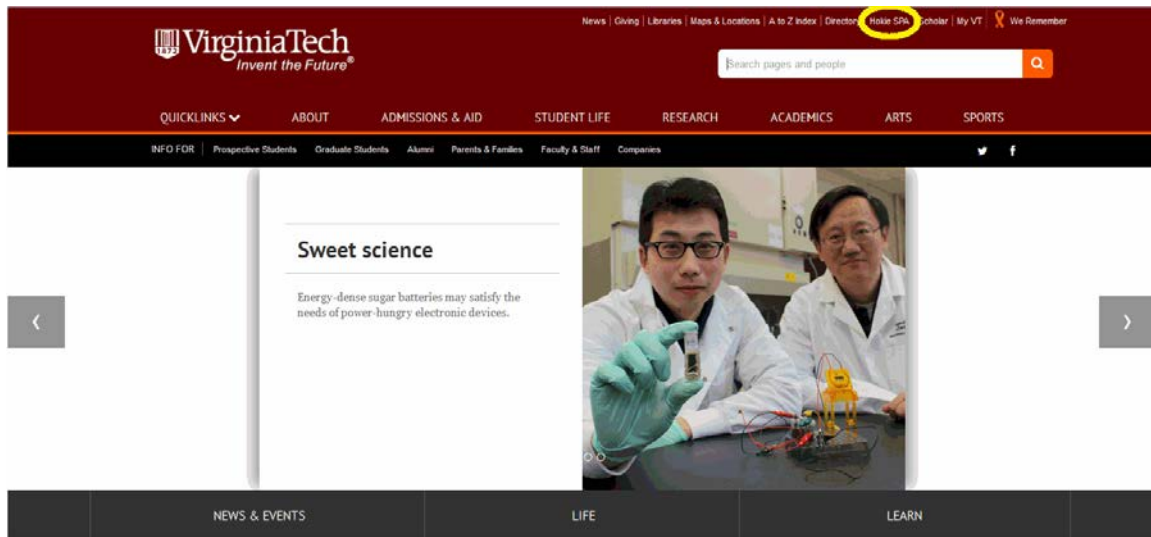 News | Giving | Libraries | Maps & Locations | A to Z Index | Directory | Hokie SPA | Scholar | My VT | We Remember
VirginiaTech
1872
Invent the Future®
Search pages and people
QUICKLINKS ABOUT ADMISSIONS & AID STUDENT LIFE RESEARCH ACADEMICS ARTS SPORTS
INFO FOR | Prospective Students Graduate Students Alumni Parents & Families Faculty & Staff Companies
Sweet science
Energy-dense sugar batteries may satisfy the
needs of power-hungry electronic devices.
NEWS & EVENTS LIFE LEARN